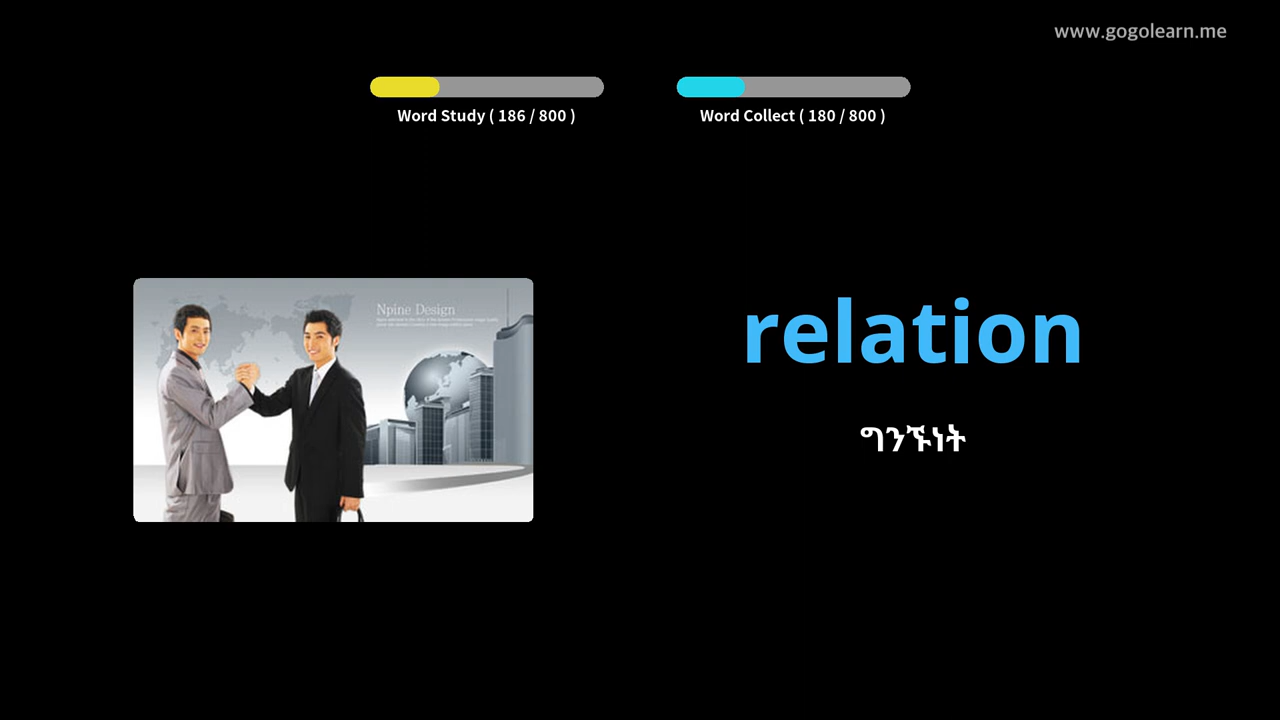 www.gogolearn.me
Word Study ( 186 / 800 )
Word Collect ( 180 / 800 )
Npine Design
relation
ግንኙነት